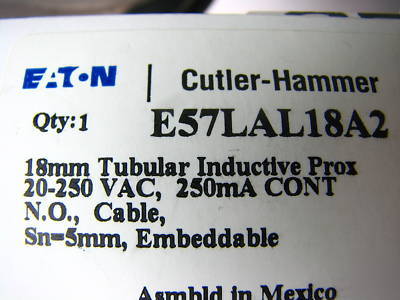 EATON | Cutler-Hammer
Qty: 1 E57LAL18A2
18mm Tubular Inductive Prox
20-250 VAC, 250mA CONT
N.O., Cable,
Sn=5mm, Embeddable
Asmbld in Mexico